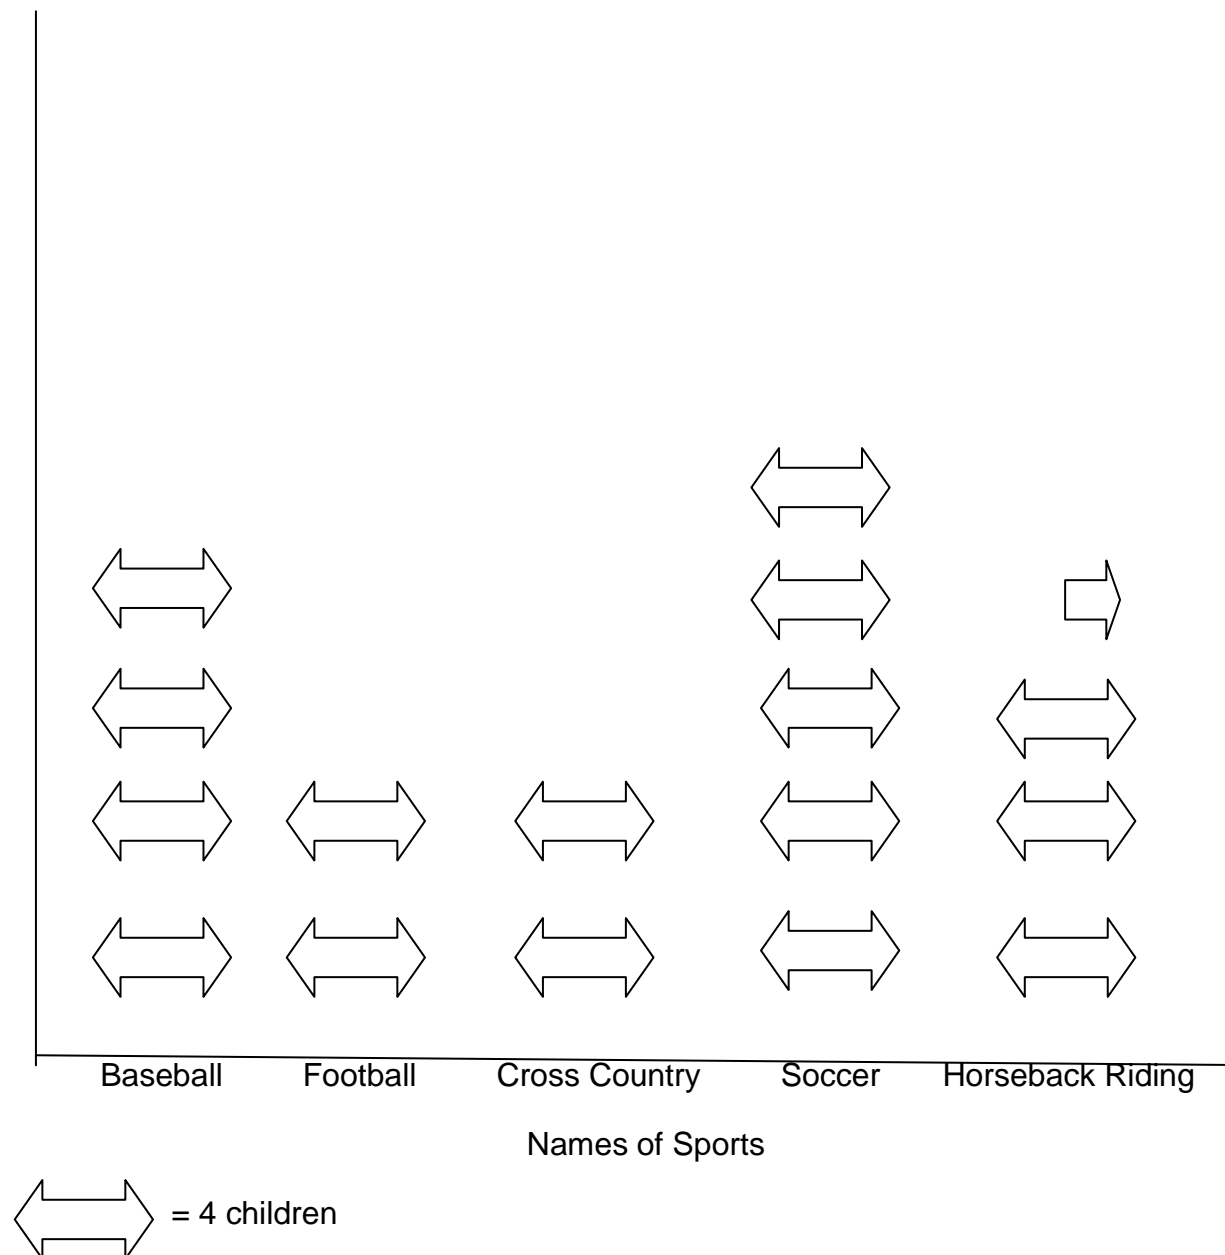 Baseball Football Cross Country Soccer Horseback Riding
Names of Sports
= 4 children